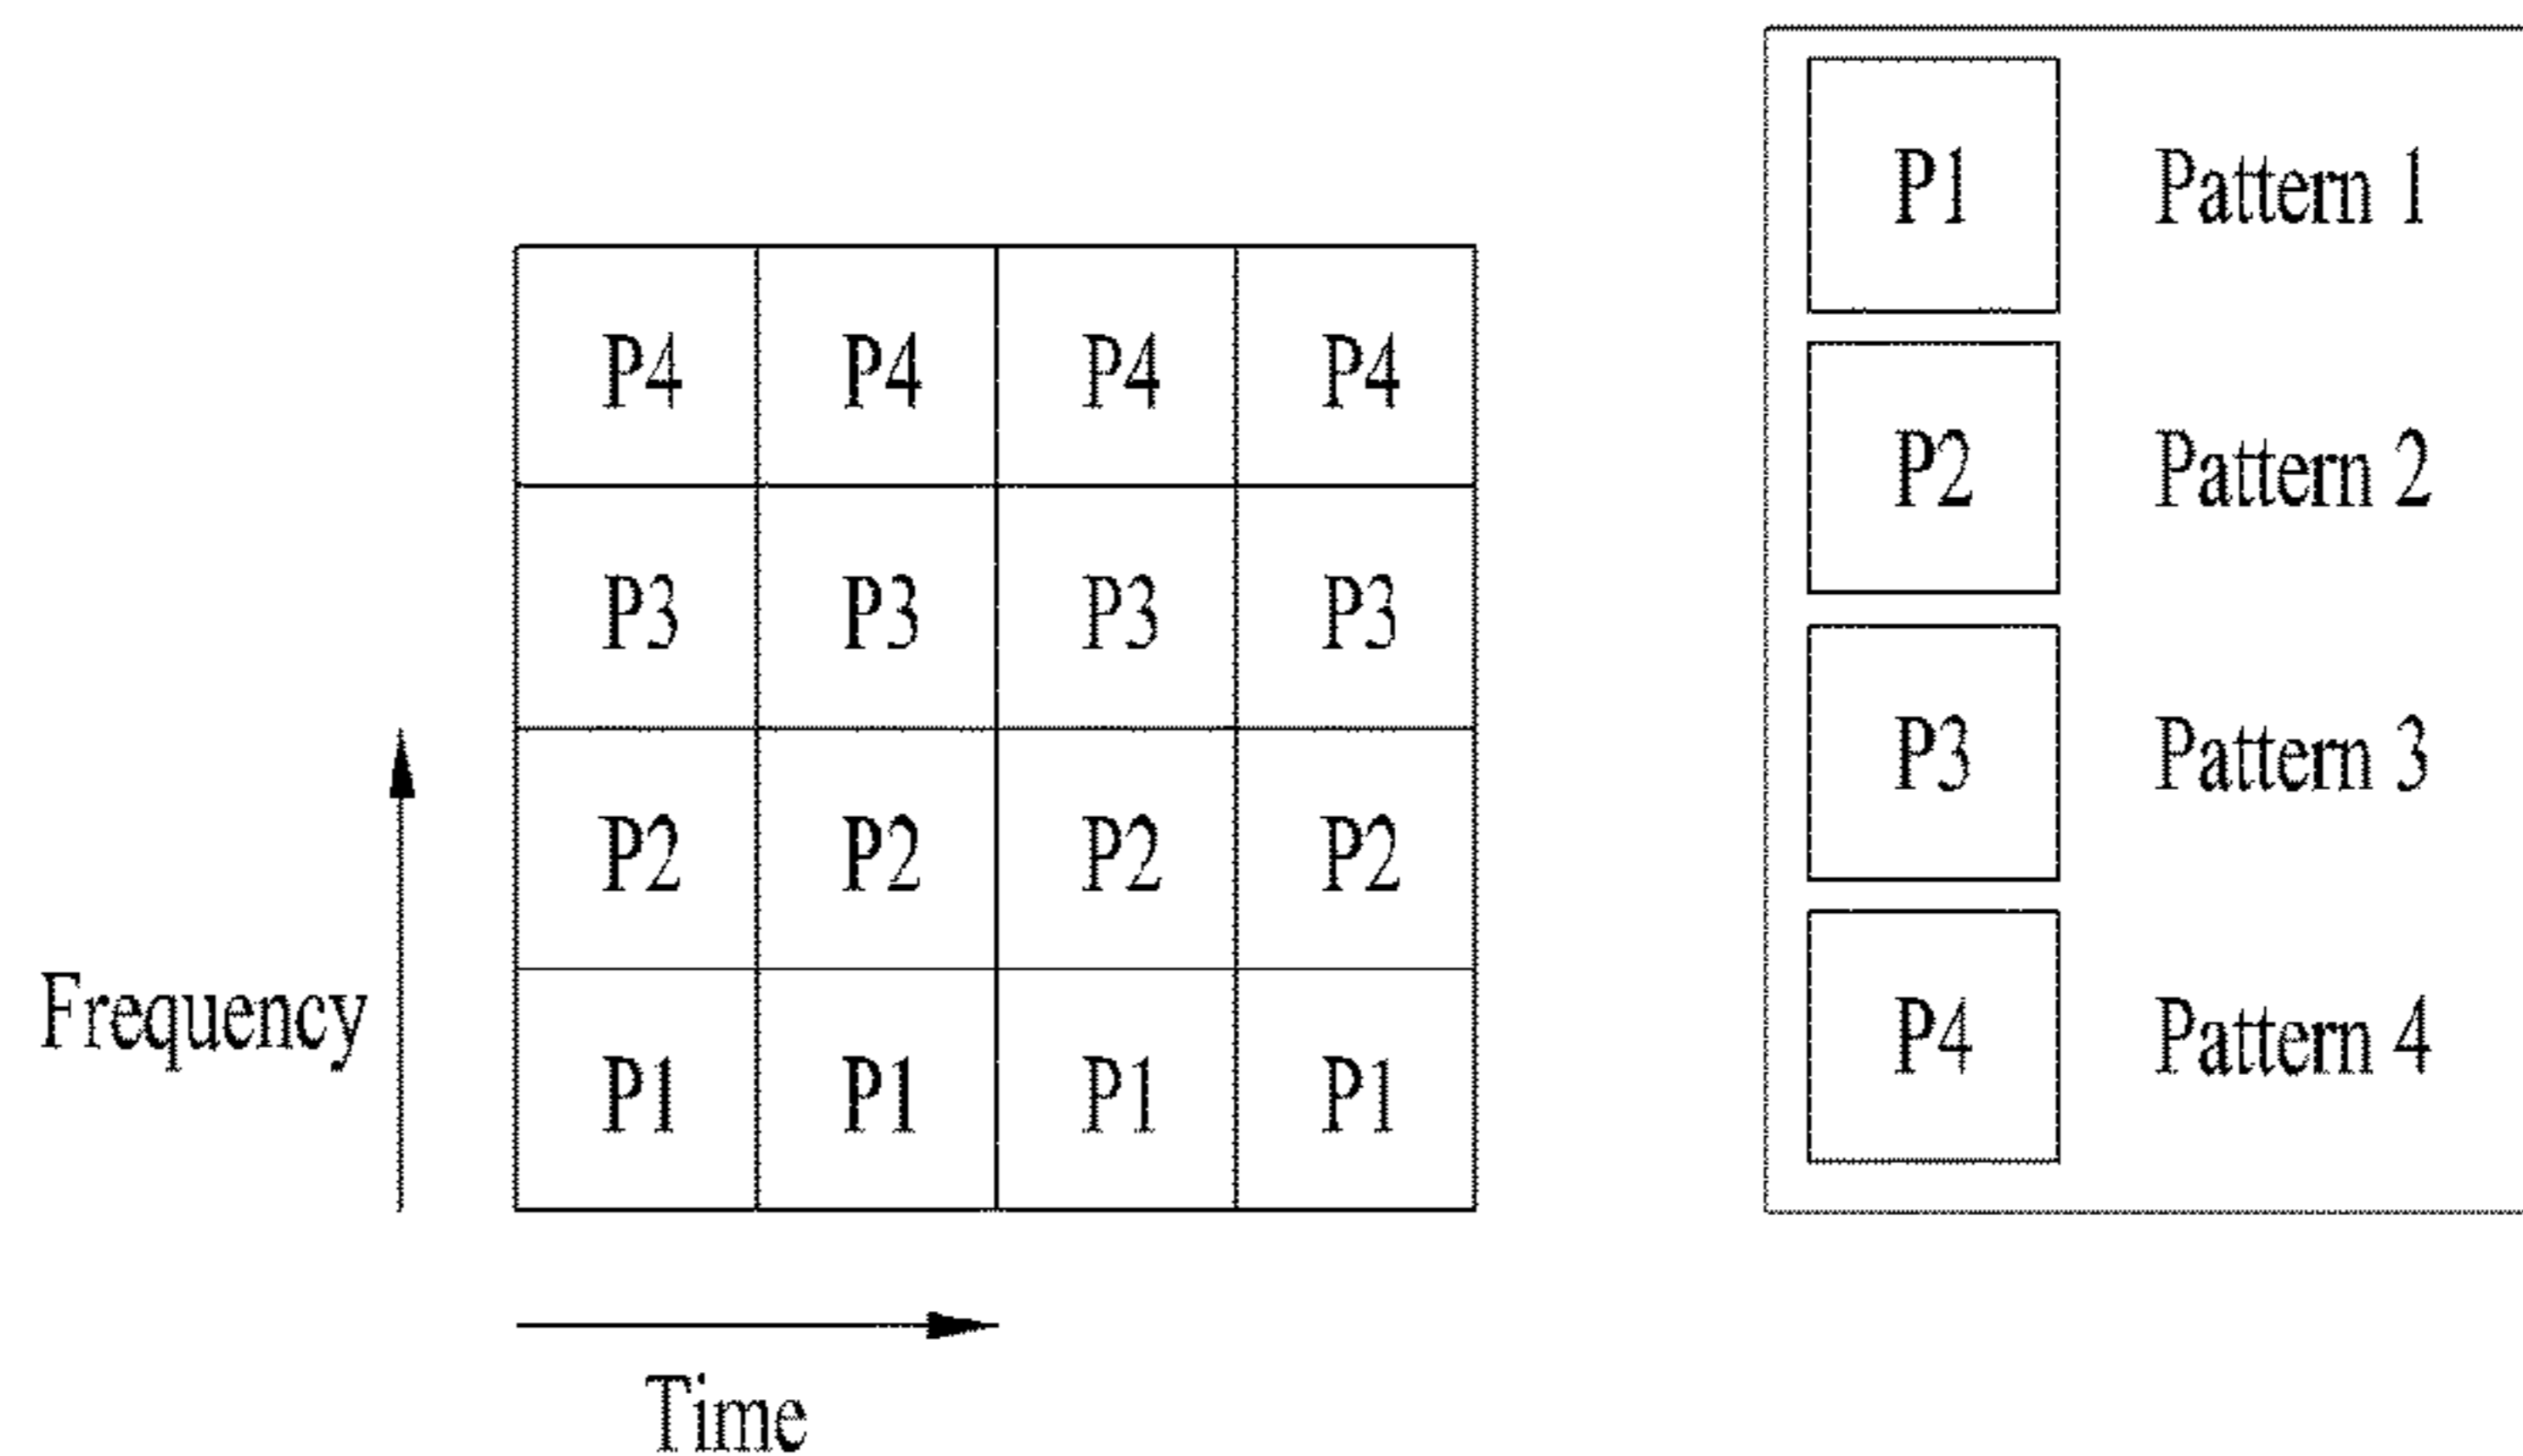 P4 P4 P4 P4
P3 P3 P3 P3
P2 P2 P2 P2
P1 P1 P1 P1
Frequency
Time
P1 Pattern 1
P2 Pattern 2
P3 Pattern 3
P4 Pattern 4